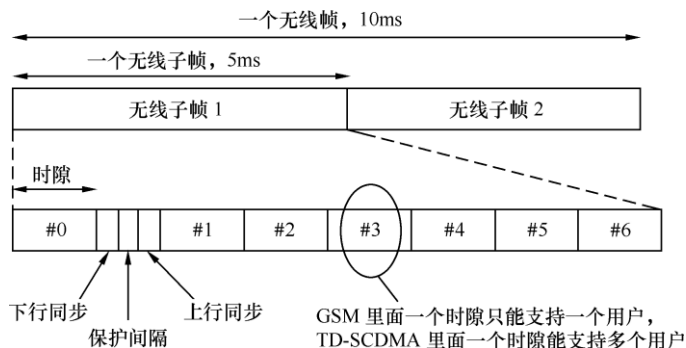 一个无线帧，10ms
一个无线子帧，5ms
无线子帧 1
无线子帧 2
时隙
#0
#1
#2
#3
#4
#5
#6
下行同步
保护间隔
上行同步
GSM 里面一个时隙只能支持一个用户，
TD-SCDMA 里面一个时隙能支持多个用户